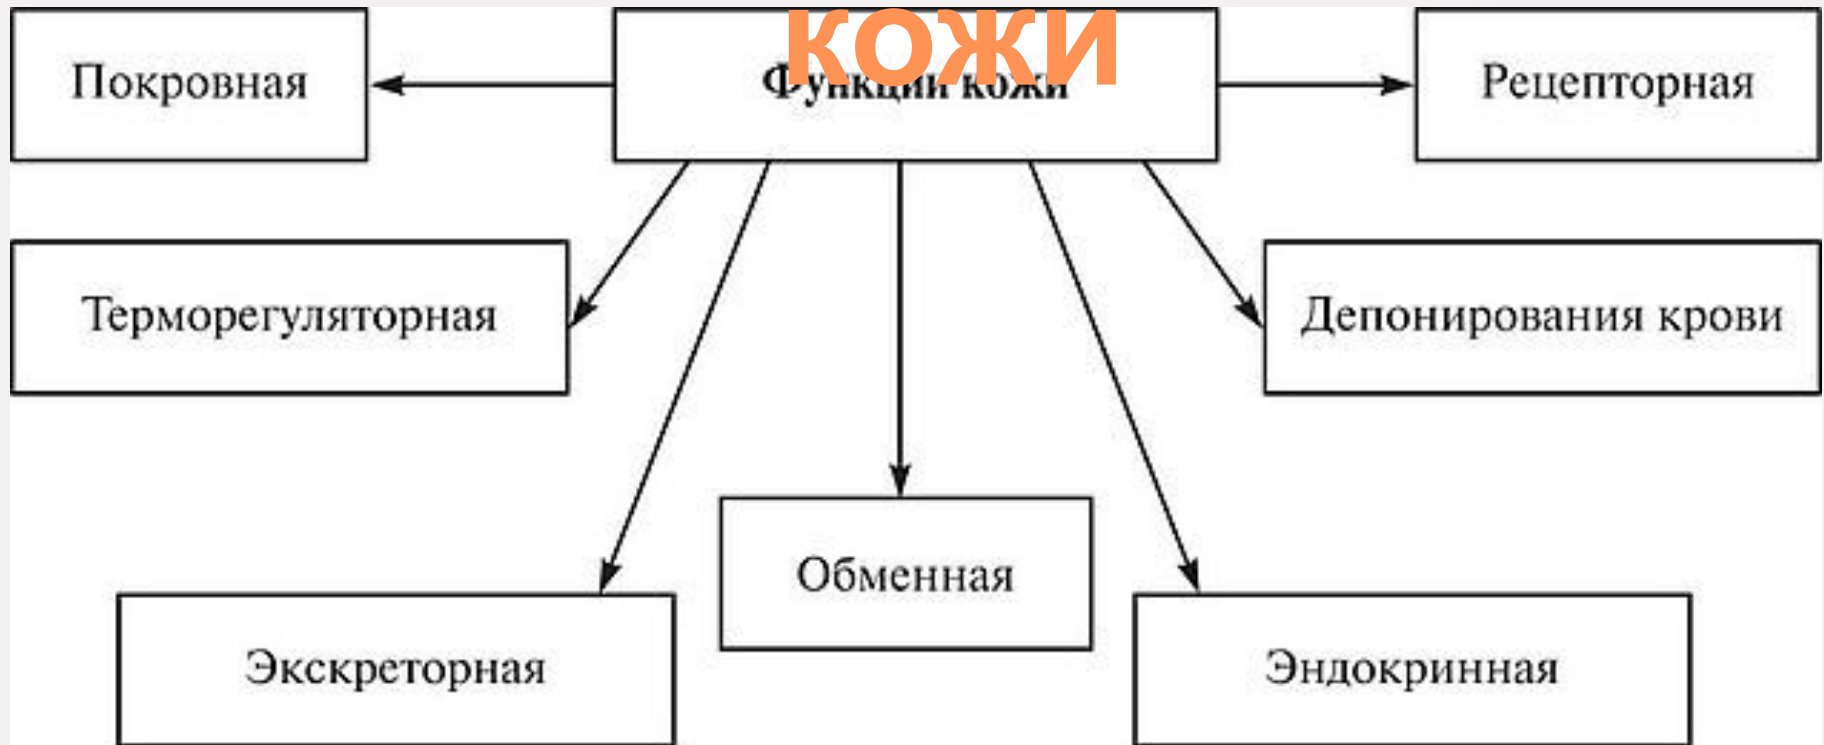 кожи
Покровная
Функции кожи
Рецепторная
Терморегуляторная
Депонирования крови
Обменная
Экскреторная
Эндокринная